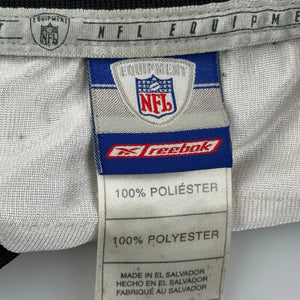 NFL EQUIPMENT
NFL
EQUIPMENT
NFL
Reebok
100% POLIÉSTER
100% POLYESTER
MADE IN EL SALVADOR
HECHO EN EL SALVADOR
FABRIQUÉ AU SALVADOR